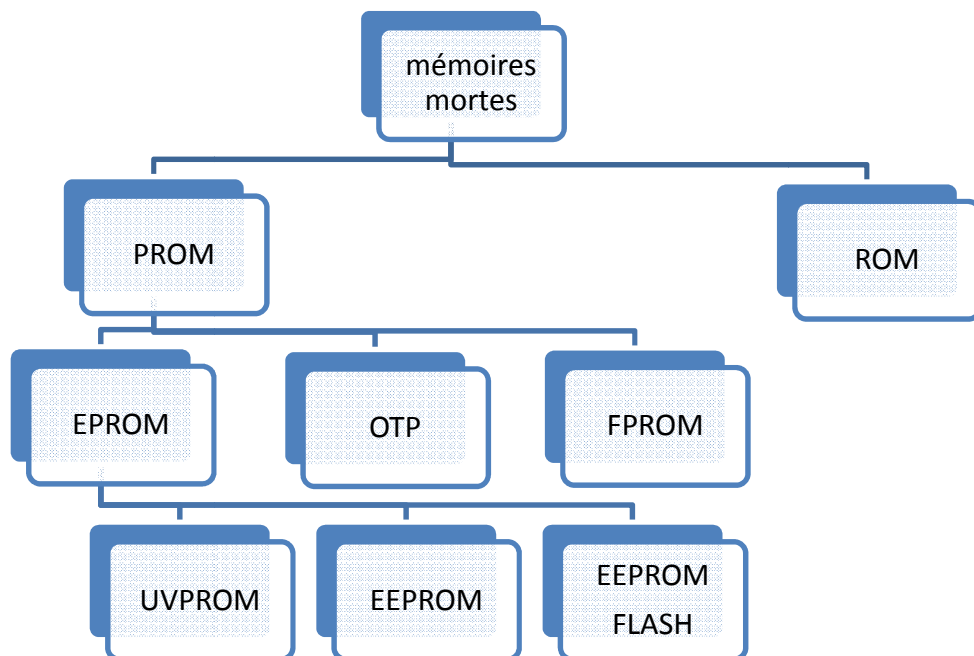 mémoires
mortes
PROM
ROM
EPROM
OTP
FPROM
UVPROM
EEPROM
EEPROM
FLASH